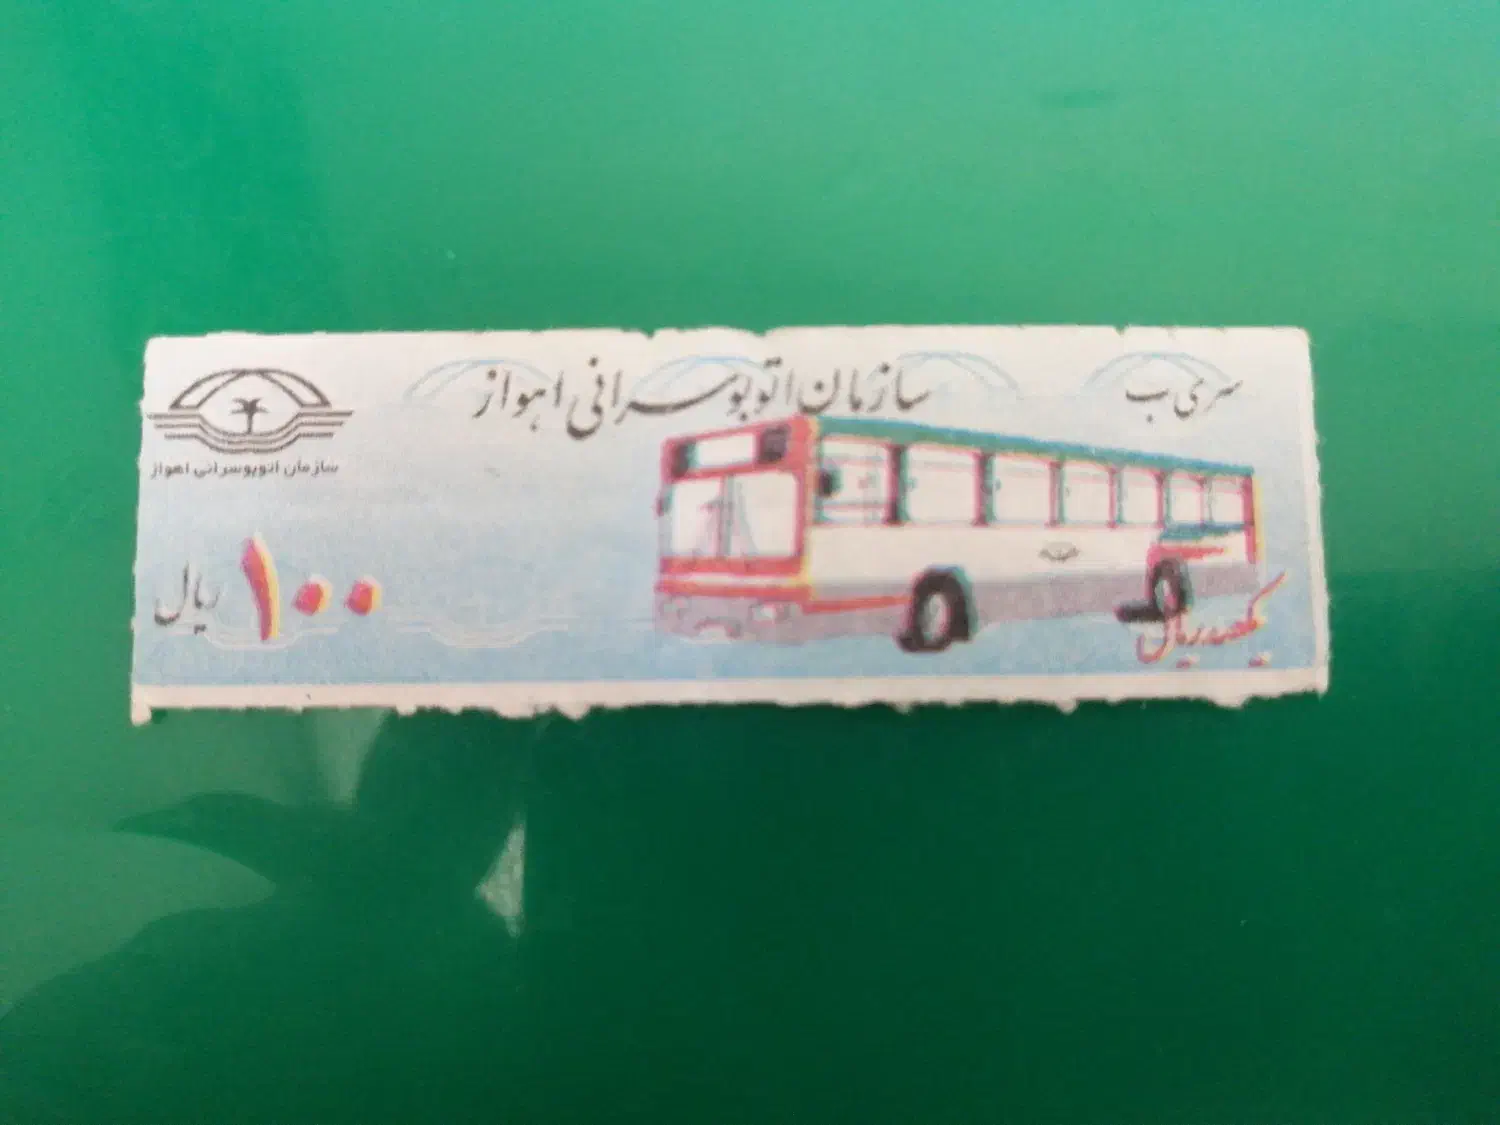 سری ب
سازمان اتوبوسرانی اهواز
سازمان اتوبوسرانی اهواز
۱۰۰ ریال
یکصد ریال